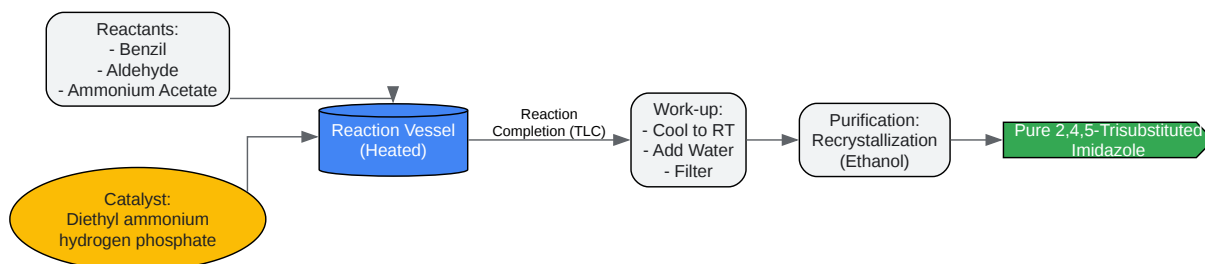 Reactants:
- Benzil
- Aldehyde
- Ammonium Acetate
Catalyst:
Diethyl ammonium
hydrogen phosphate
Reaction Vessel
(Heated)
Reaction
Completion (TLC)
Work-up:
- Cool to RT
- Add Water
- Filter
Purification:
Recrystallization
(Ethanol)
Pure 2,4,5-Trisubstituted
Imidazole